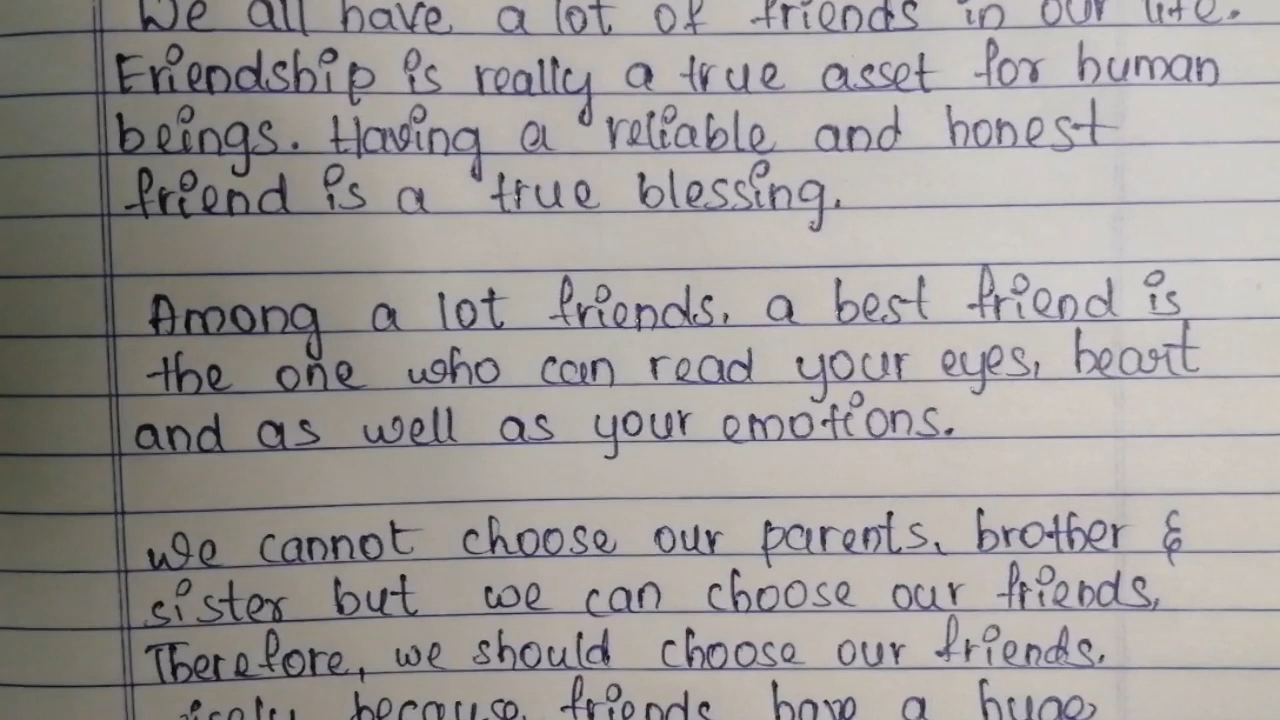 We all have a lot of friends in our life.
Friendship is really a true asset for human
beings. Having a reliable and honest
friend is a true blessing.
Among a lot friends, a best friend is
the one who can read your eyes, heart
and as well as your emotions.
We cannot choose our parents, brother &
sister but we can choose our friends.
Therefore, we should choose our friends.
because friends have a huge